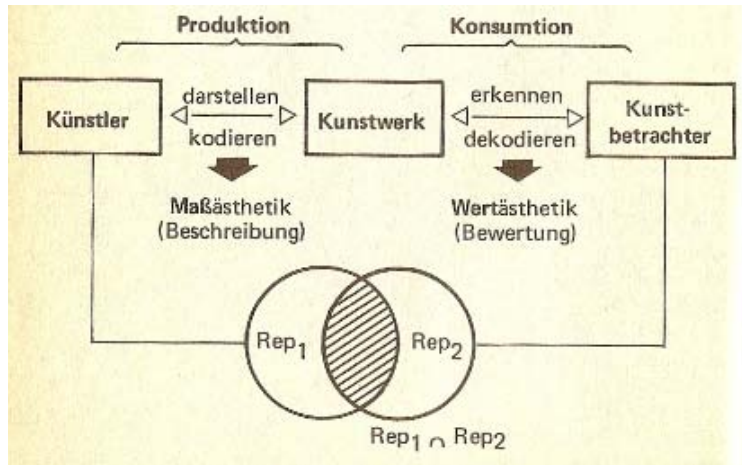 Produktion
Konsumtion
Künstler
darstellen
kodieren
Kunstwerk
erkennen
dekodieren
Kunst-
betrachter
Maßästhetik
(Beschreibung)
Wertästhetik
(Bewertung)
Rep1
Rep2
Rep1 ∩ Rep2